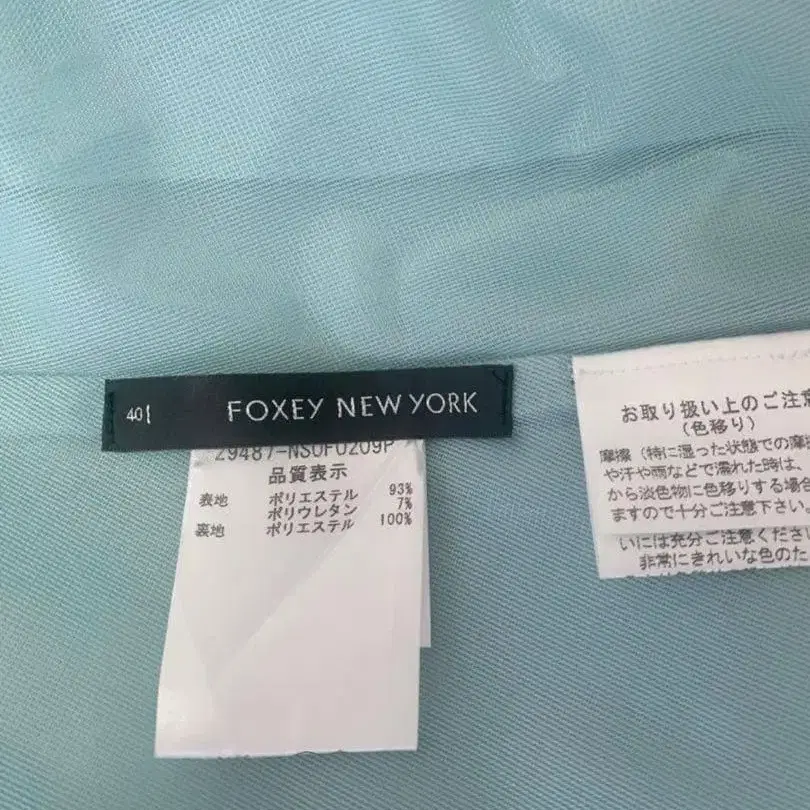 40
FOXEY NEW YORK
29487-NSOF0209P
品質表示
表地 ポリエステル 93%
ポリウレタン 7%
裏地 ポリエステル 100%
お取り扱い上のご注意
(色移り)
摩擦(特に湿った状態での摩
や汗や雨などで濡れた時は、
から淡色物に色移りする場合
ますので十分ご注意下さい。
いには充分ご注意くださ
非常にきれいな色のた